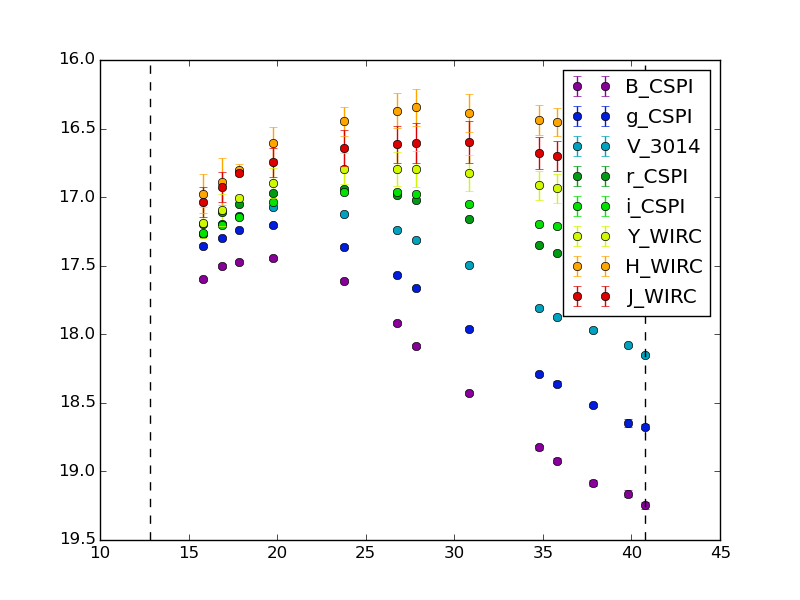 16.0
16.5
17.0
17.5
18.0
18.5
19.0
19.5
10 15 20 25 30 35 40 45
B_CSPI
g_CSPI
V_3014
r_CSPI
i_CSPI
Y_WIRC
H_WIRC
J_WIRC